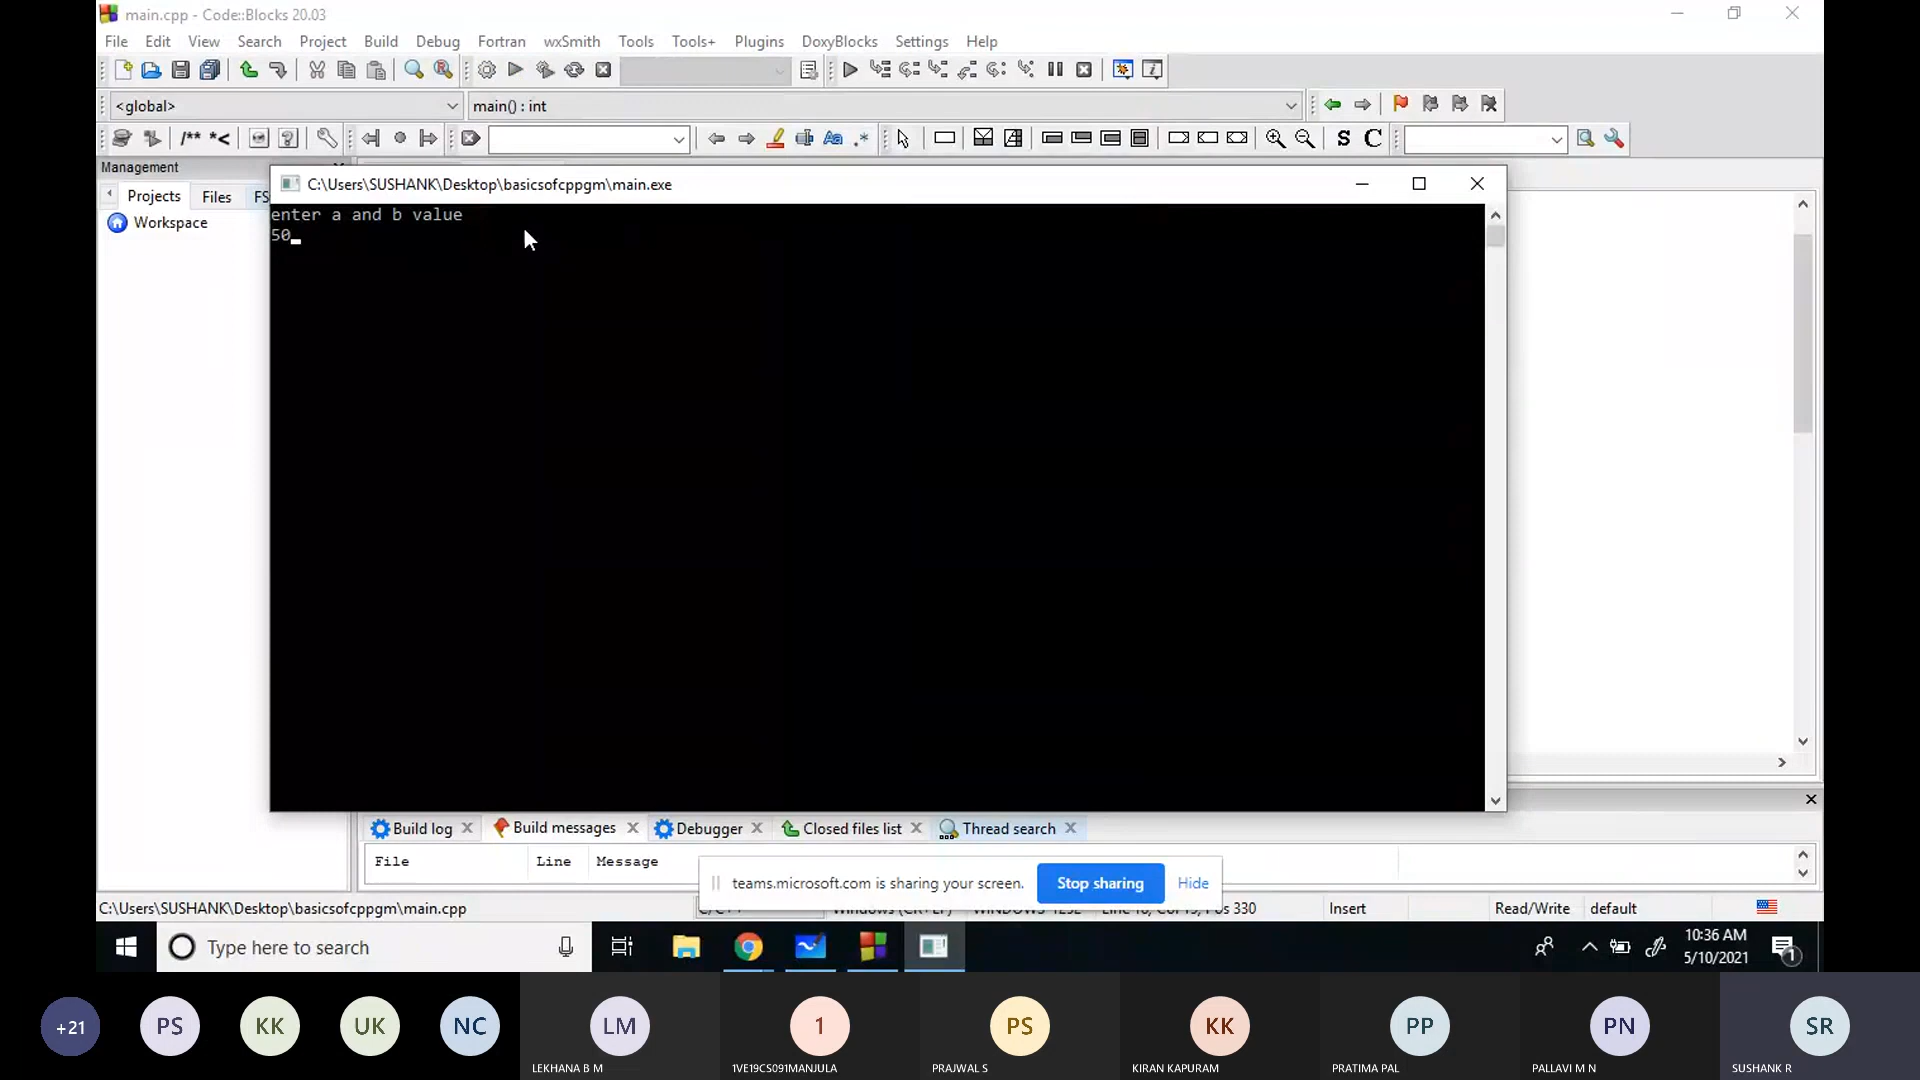 main.cpp - Code::Blocks 20.03
File Edit View Search Project Build Debug Fortran wxSmith Tools Tools+ Plugins DoxyBlocks Settings Help
<global> main() : int
/** *< Aa .* S C
Management
Projects Files FS
Workspace
C:\Users\SUSHANK\Desktop\basicsofcppgm\main.exe
enter a and b value
50
Build log Build messages Debugger Closed files list Thread search
File Line Message
teams.microsoft.com is sharing your screen. Stop sharing Hide
C:\Users\SUSHANK\Desktop\basicsofcppgm\main.cpp Pos 330 Insert Read/Write default
Type here to search
10:36 AM
5/10/2021
1
+21 PS KK UK NC LM 1 PS KK PP PN SR
LEKHANA B M 1VE19CS091MANJULA PRAJWAL S KIRAN KAPURAM PRATIMA PAL PALLAVI M N SUSHANK R